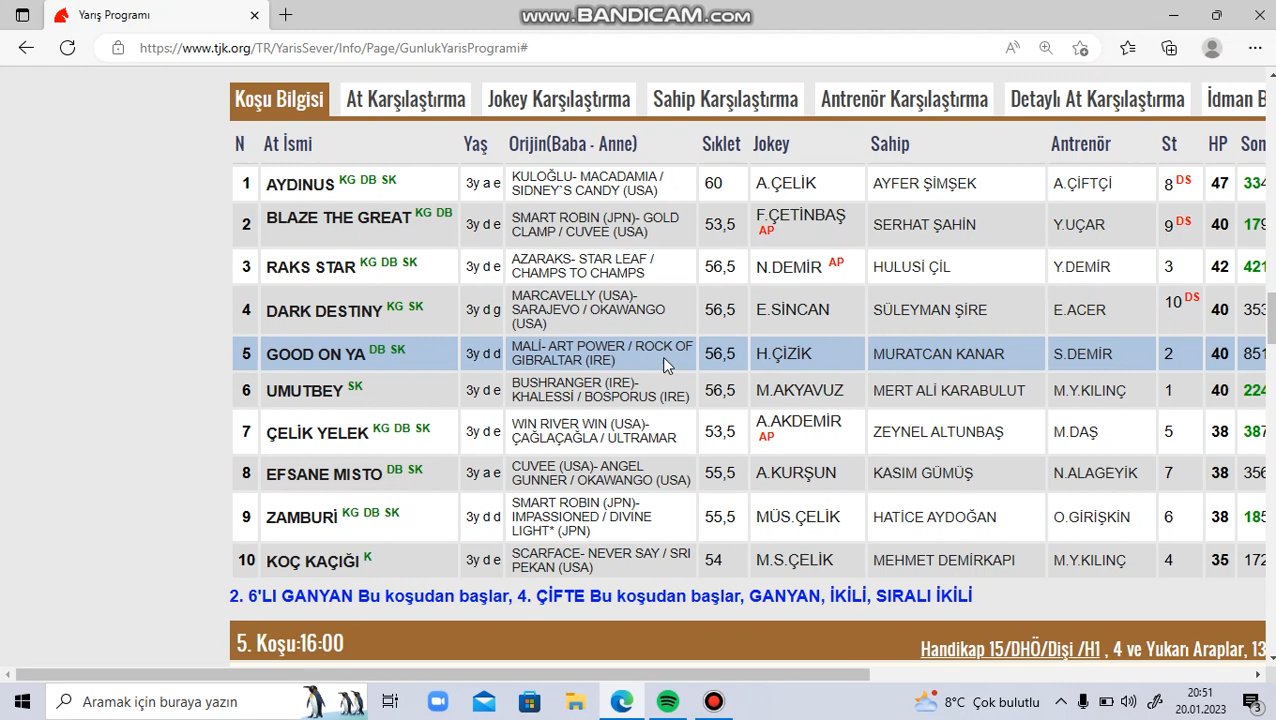 Yarış Programı
www.BANDICAM.com
https://www.tjk.org/TR/YarisSever/Info/Page/GunlukYarisProgrami#
Koşu Bilgisi At Karşılaştırma Jokey Karşılaştırma Sahip Karşılaştırma Antrenör Karşılaştırma Detaylı At Karşılaştırma İdman B
N At İsmi Yaş Orijin(Baba - Anne) Sıklet Jokey Sahip Antrenör St HP Son
1 AYDINUS KG DB SK 3y a e KULOĞLU- MACADAMIA / SIDNEY`S CANDY (USA) 60 A.ÇELİK AYFER ŞİMŞEK A.ÇİFTÇİ 8 DS 47 334
2 BLAZE THE GREAT KG DB 3y d e SMART ROBIN (JPN)- GOLD CLAMP / CUVEE (USA) 53,5 F.ÇETİNBAŞ AP SERHAT ŞAHİN Y.UÇAR 9 DS 40 179
3 RAKS STAR KG DB SK 3y d e AZARAKS- STAR LEAF / CHAMPS TO CHAMPS 56,5 N.DEMİR AP HULUSİ ÇİL Y.DEMİR 3 42 421
4 DARK DESTINY KG SK 3y d g MARCAVELLY (USA)- SARAJEVO / OKAWANGO (USA) 56,5 E.SİNCAN SÜLEYMAN ŞİRE E.ACER 10 DS 40 353
5 GOOD ON YA DB SK 3y d d MALİ- ART POWER / ROCK OF GIBRALTAR (IRE) 56,5 H.ÇİZİK MURATCAN KANAR S.DEMİR 2 40 851
6 UMUTBEY SK 3y d e BUSHRANGER (IRE)- KHALESSİ / BOSPORUS (IRE) 56,5 M.AKYAVUZ MERT ALİ KARABULUT M.Y.KILINÇ 1 40 224
7 ÇELİK YELEK KG DB SK 3y d e WIN RIVER WIN (USA)- ÇAĞLAÇAĞLA / ULTRAMAR 53,5 A.AKDEMİR AP ZEYNEL ALTUNBAŞ M.DAŞ 5 38 387
8 EFSANE MISTO DB SK 3y a e CUVEE (USA)- ANGEL GUNNER / OKAWANGO (USA) 55,5 A.KURŞUN KASIM GÜMÜŞ N.ALAGEYİK 7 38 356
9 ZAMBURİ KG DB SK 3y d d SMART ROBIN (JPN)- IMPASSIONED / DIVINE LIGHT* (JPN) 55,5 MÜS.ÇELİK HATİCE AYDOĞAN O.GİRİŞKİN 6 38 185
10 KOÇ KAÇIĞI K 3y d e SCARFACE- NEVER SAY / SRI PEKAN (USA) 54 M.S.ÇELİK MEHMET DEMİRKAPI M.Y.KILINÇ 4 35 172
2. 6'LI GANYAN Bu koşudan başlar, 4. ÇİFTE Bu koşudan başlar, GANYAN, İKİLİ, SIRALI İKİLİ
5. Koşu:16:00 Handikap 15/DHÖ/Dişi /H1 , 4 ve Yukarı Araplar, 13
Aramak için buraya yazın 8°C Çok bulutlu 20:51
20.01.2023
3